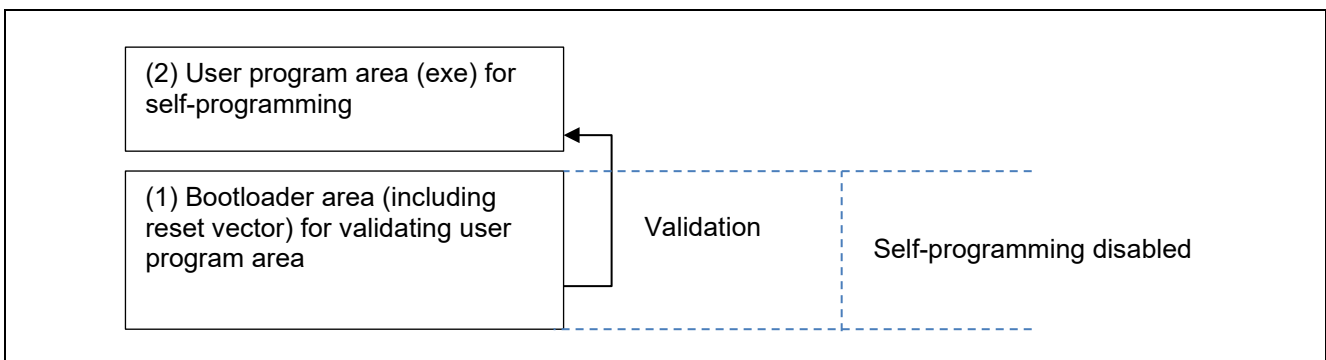 (2) User program area (exe) for
self-programming
(1) Bootloader area (including
reset vector) for validating user
program area
Validation
Self-programming disabled